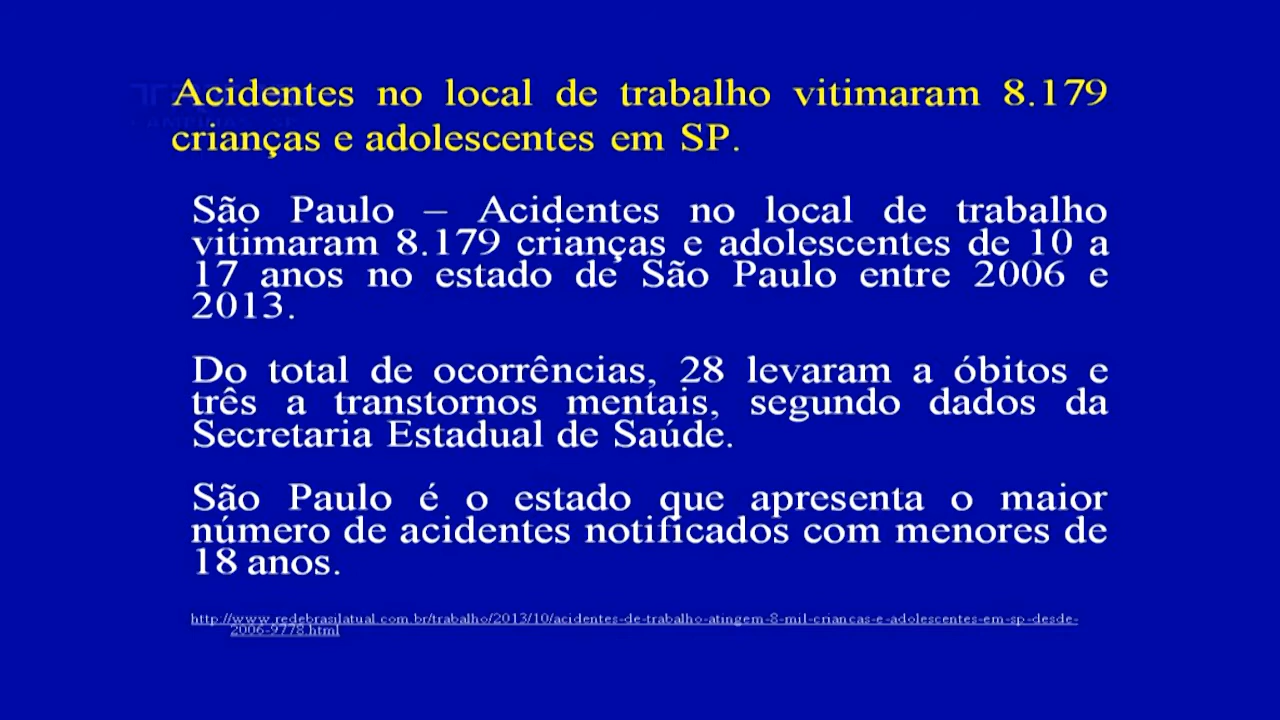 Acidentes no local de trabalho vitimaram 8.179
crianças e adolescentes em SP.
São Paulo – Acidentes no local de trabalho
vitimaram 8.179 crianças e adolescentes de 10 a
17 anos no estado de São Paulo entre 2006 e
2013.
Do total de ocorrências, 28 levaram a óbitos e
três a transtornos mentais, segundo dados da
Secretaria Estadual de Saúde.
São Paulo é o estado que apresenta o maior
número de acidentes notificados com menores de
18 anos.
http://www.redebrasilatual.com.br/trabalho/2013/10/acidentes-de-trabalho-atingem-8-mil-criancas-e-adolescentes-em-sp-desde-
2006-9778.html